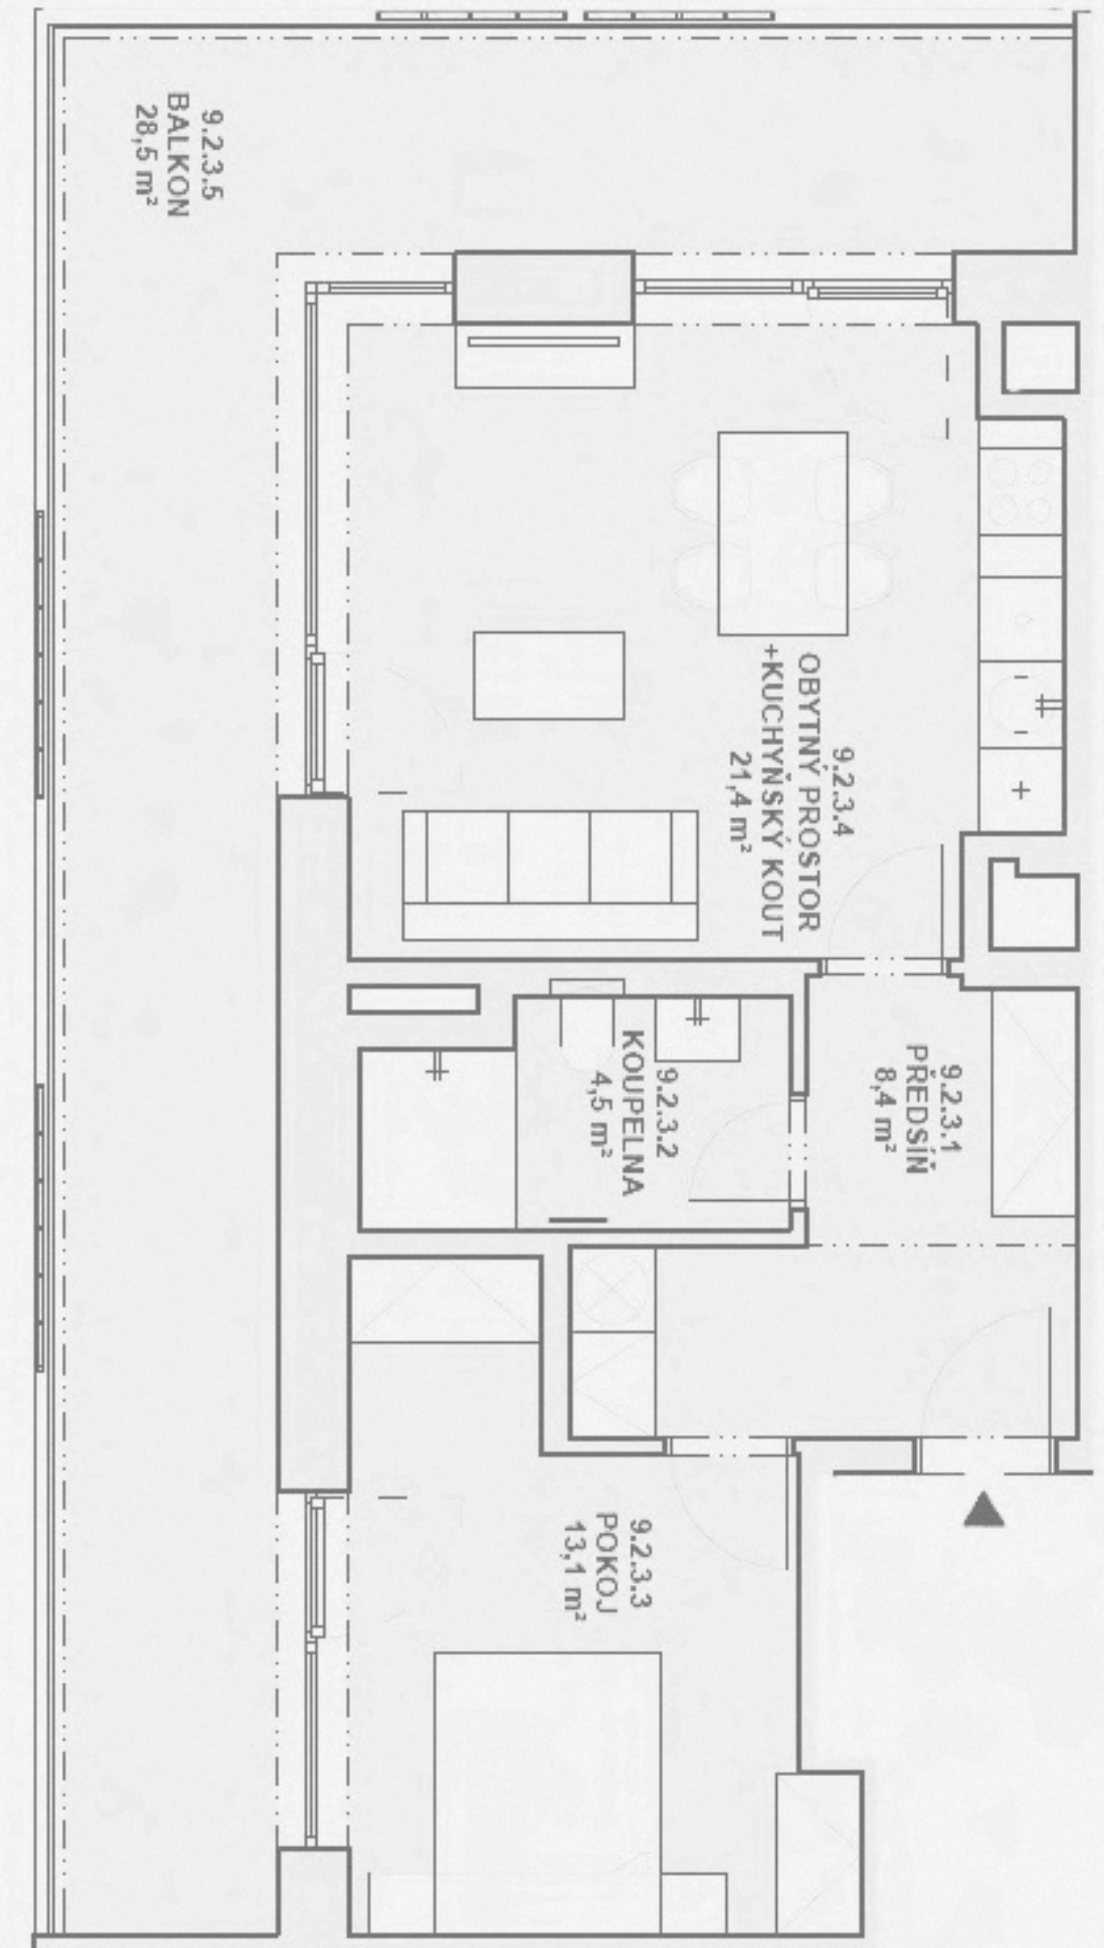 9.2.3.5
BALKON
28,5 m²
9.2.3.4
OBYTNÝ PROSTOR
+KUCHYŇSKÝ KOUT
21,4 m²
9.2.3.1
PŘEDSÍŇ
8,4 m²
9.2.3.2
KOUPELNA
4,5 m²
9.2.3.3
POKOJ
13,1 m²